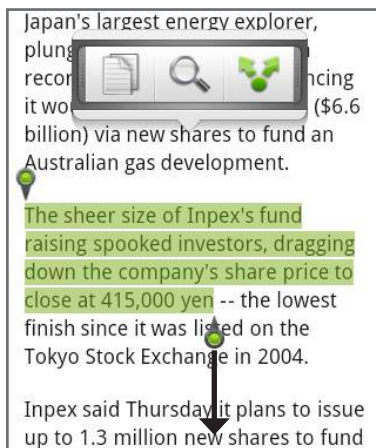 Japan's largest energy explorer,
plung
recor ncing
it wo ($6.6
billion) via new shares to fund an
Australian gas development.
The sheer size of Inpex's fund
raising spooked investors, dragging
down the company's share price to
close at 415,000 yen -- the lowest
finish since it was listed on the
Tokyo Stock Exchange in 2004.
Inpex said Thursday it plans to issue
up to 1.3 million new shares to fund